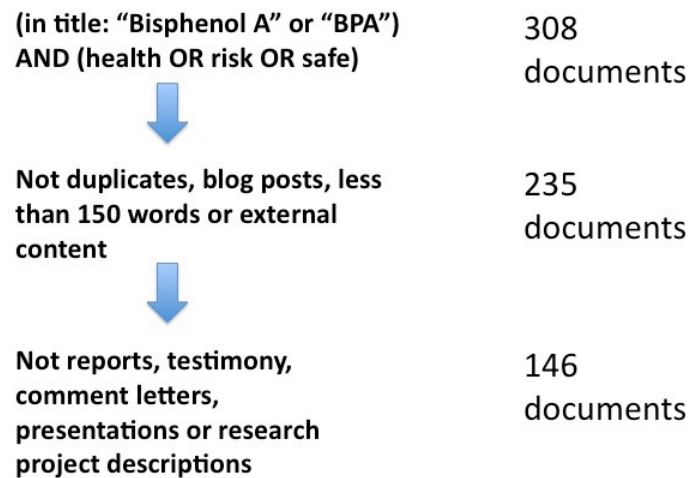 (in title: “Bisphenol A” or “BPA”)
AND (health OR risk OR safe)
308
documents
Not duplicates, blog posts, less
than 150 words or external
content
235
documents
Not reports, testimony,
comment letters,
presentations or research
project descriptions
146
documents